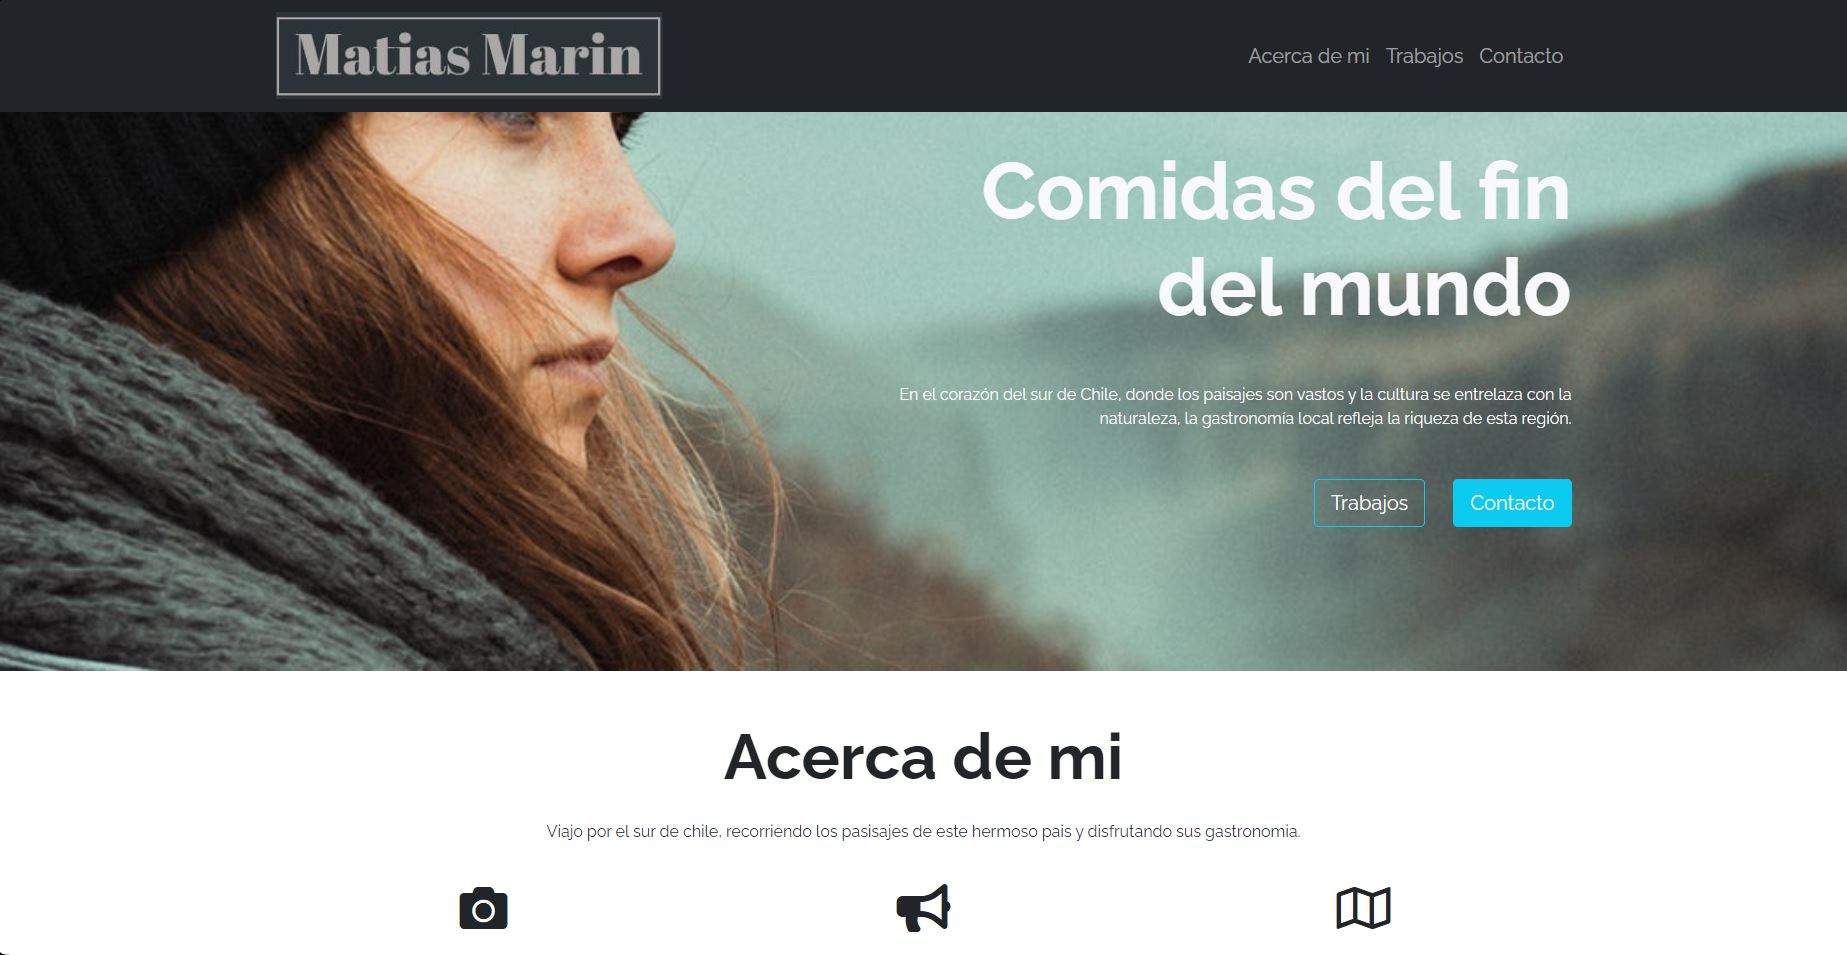 Matias Marin
Acerca de mi Trabajos Contacto
Comidas del fin
del mundo
En el corazón del sur de Chile, donde los paisajes son vastos y la cultura se entrelaza con la
naturaleza, la gastronomía local refleja la riqueza de esta región.
Trabajos Contacto
Acerca de mi
Viajo por el sur de chile, recorriendo los pasisajes de este hermoso pais y disfrutando sus gastronomia.